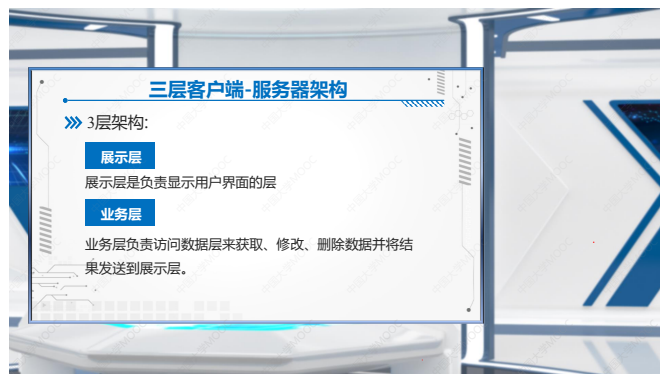 三层客户端-服务器架构
3层架构:
展示层
展示层是负责显示用户界面的层
业务层
业务层负责访问数据层来获取、修改、删除数据并将结
果发送到展示层。